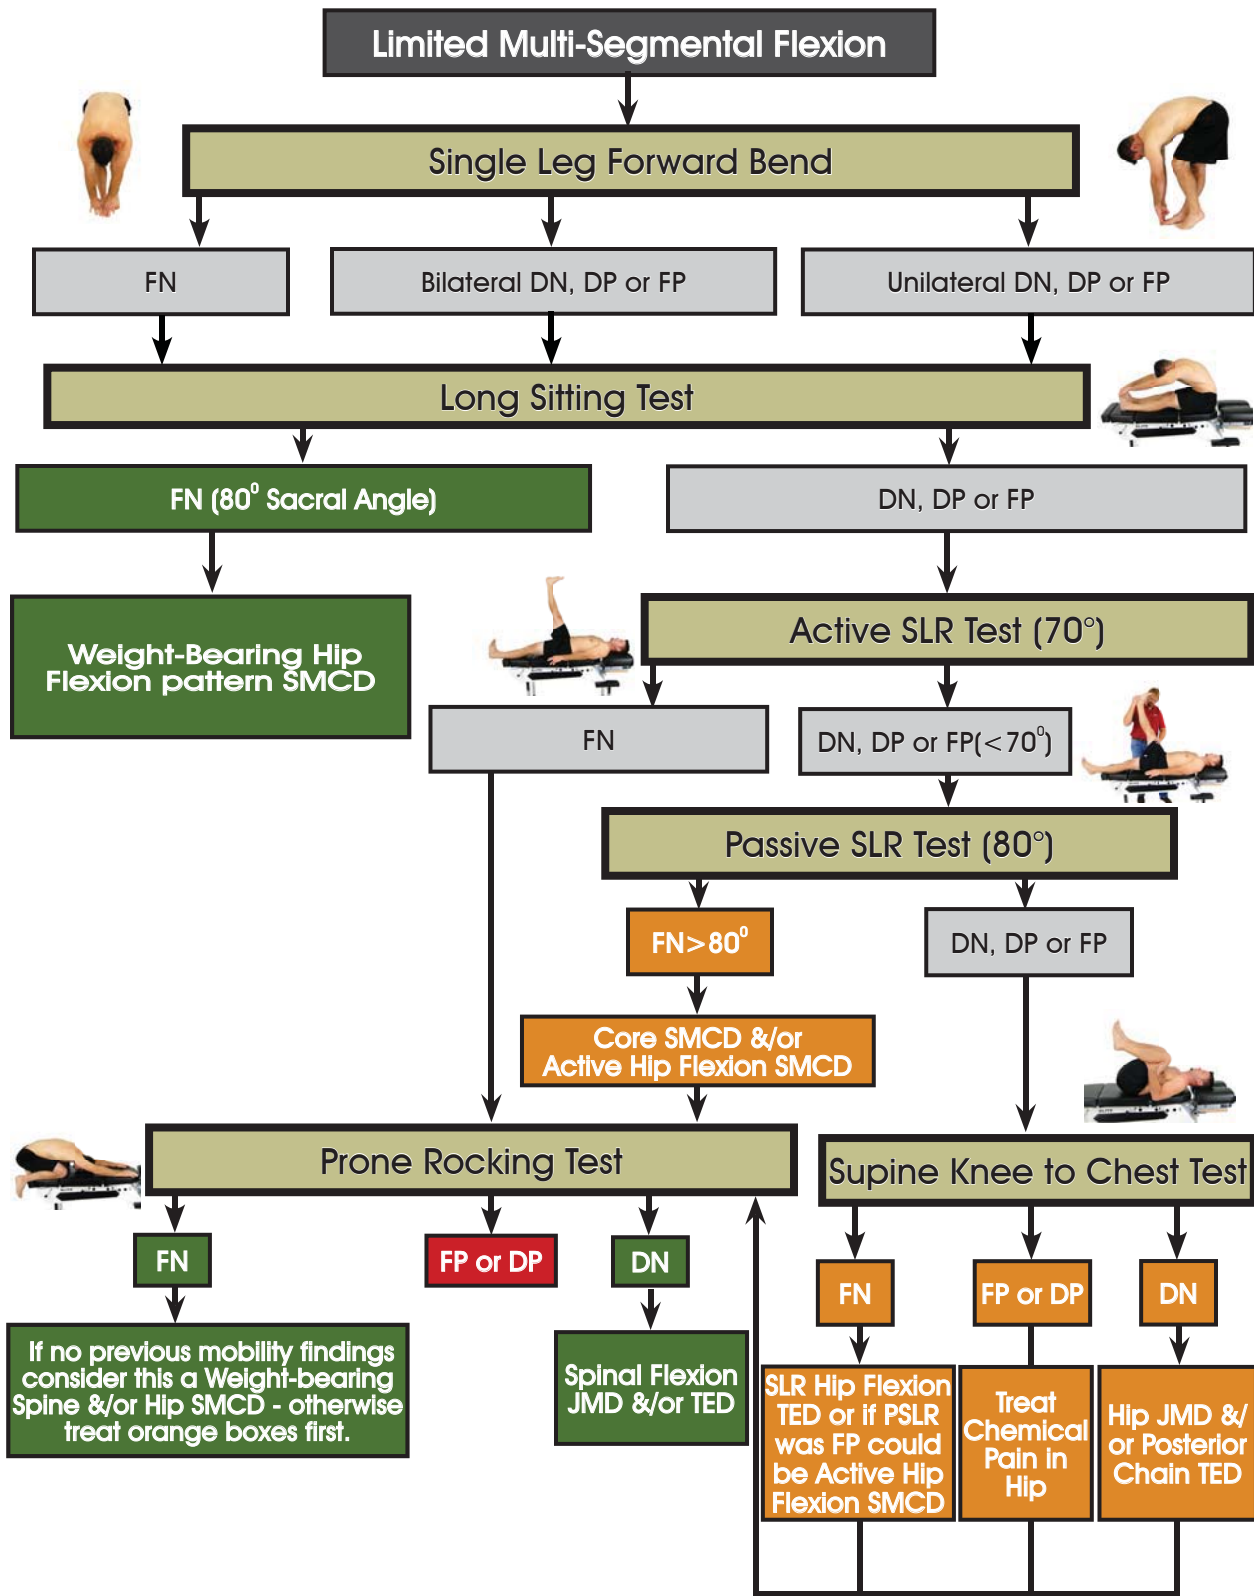 Limited Multi-Segmental Flexion
Single Leg Forward Bend
FN
Bilateral DN, DP or FP
Unilateral DN, DP or FP
Long Sitting Test
FN (80⁰ Sacral Angle)
DN, DP or FP
Weight-Bearing Hip
Flexion pattern SMCD
Active SLR Test (70°)
FN
DN, DP or FP(<70⁰)
Passive SLR Test (80°)
FN>80⁰
DN, DP or FP
Core SMCD &/or
Active Hip Flexion SMCD
Prone Rocking Test
Supine Knee to Chest Test
FN
FP or DP
DN
FN
FP or DP
DN
If no previous mobility findings
consider this a Weight-bearing
Spine &/or Hip SMCD - otherwise
treat orange boxes first.
Spinal Flexion
JMD &/or TED
SLR Hip Flexion
TED or if PSLR
was FP could
be Active Hip
Flexion SMCD
Treat
Chemical
Pain in
Hip
Hip JMD &/
or Posterior
Chain TED